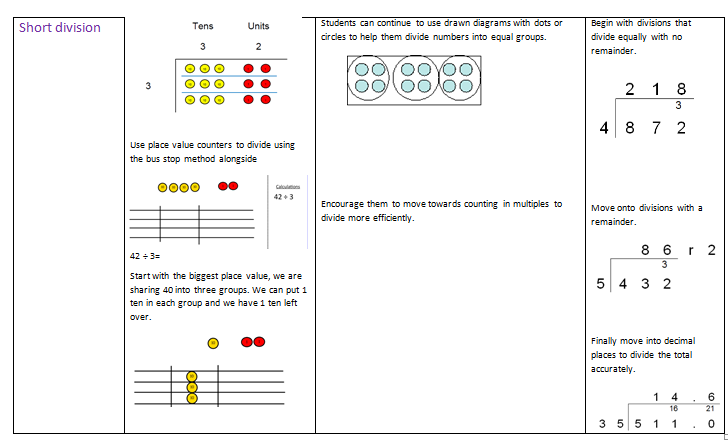 Short division
Tens Units
3 2
3
Use place value counters to divide using
the bus stop method alongside
Calculations
42 ÷ 3
42 ÷ 3=
Start with the biggest place value, we are
sharing 40 into three groups. We can put 1
ten in each group and we have 1 ten left
over.
Students can continue to use drawn diagrams with dots or
circles to help them divide numbers into equal groups.
Encourage them to move towards counting in multiples to
divide more efficiently.
Begin with divisions that
divide equally with no
remainder.
2 1 8
3
4 8 7 2
Move onto divisions with a
remainder.
8 6 r 2
3
5 4 3 2
Finally move into decimal
places to divide the total
accurately.
1 4 . 6
16 21
3 5 5 1 1 . 0